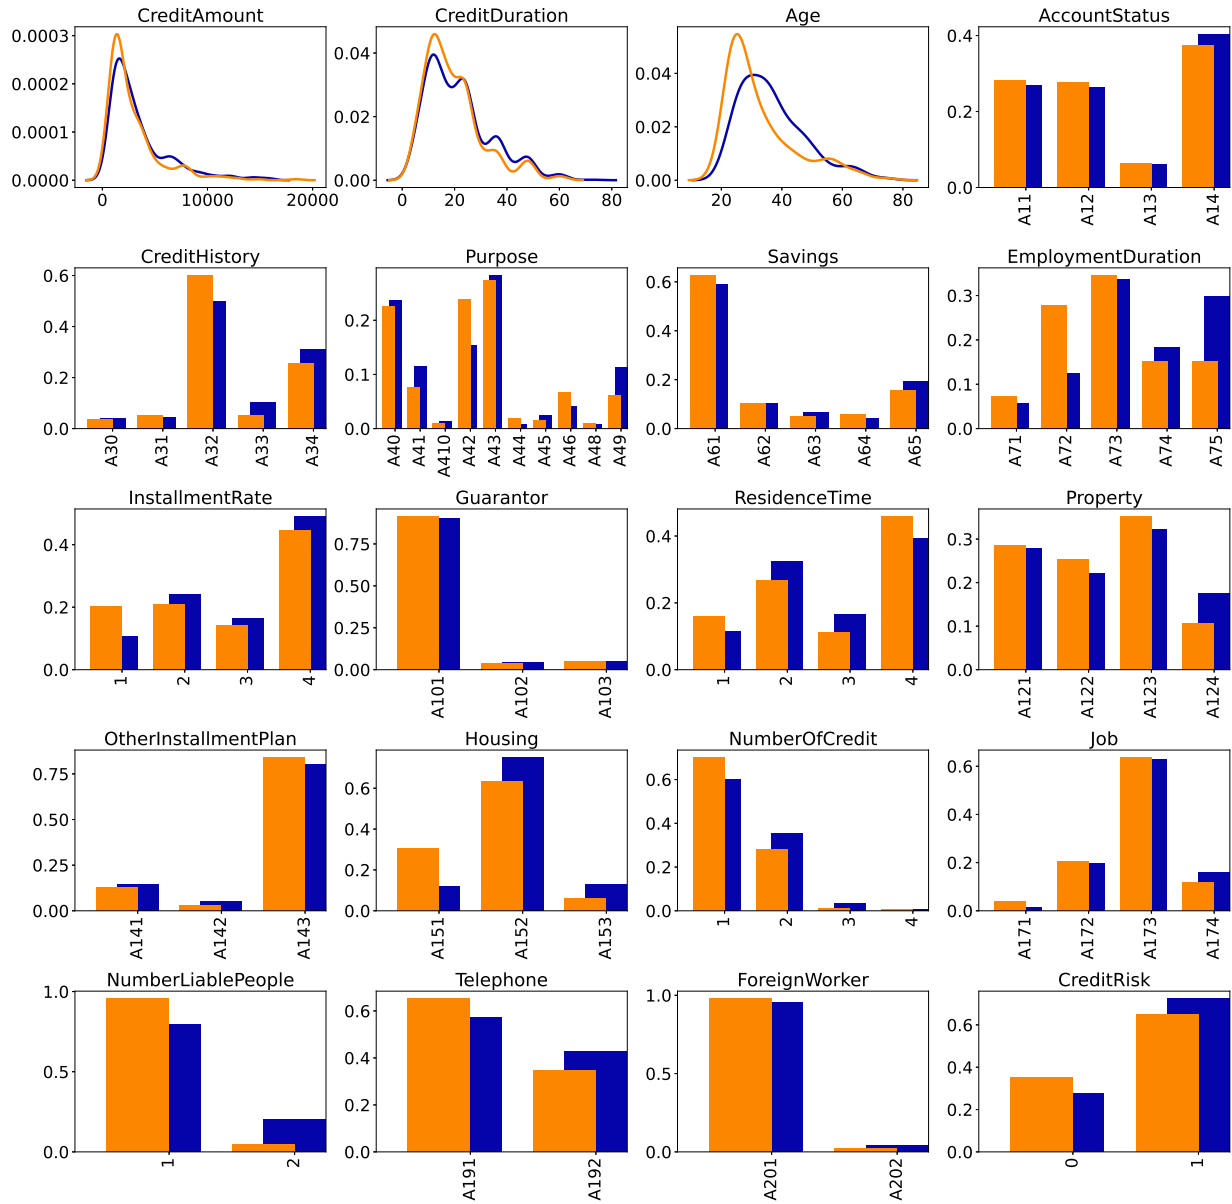 CreditAmount
0.0003
0.0002
0.0001
0.0000
0 10000 20000
CreditDuration
0.04
0.02
0.00
0 20 40 60 80
Age
0.04
0.02
0.00
20 40 60 80
AccountStatus
0.4
0.2
0.0
A11 A12 A13 A14
CreditHistory
0.6
0.4
0.2
0.0
A30 A31 A32 A33 A34
Purpose
0.2
0.1
0.0
A40 A41 A410 A42 A43 A44 A45 A46 A48 A49
Savings
0.6
0.4
0.2
0.0
A61 A62 A63 A64 A65
EmploymentDuration
0.3
0.2
0.1
0.0
A71 A72 A73 A74 A75
InstallmentRate
0.4
0.2
0.0
1 2 3 4
Guarantor
0.75
0.50
0.25
0.00
A101 A102 A103
ResidenceTime
0.4
0.2
0.0
1 2 3 4
Property
0.3
0.2
0.1
0.0
A121 A122 A123 A124
OtherInstallmentPlan
0.75
0.50
0.25
0.00
A141 A142 A143
Housing
0.6
0.4
0.2
0.0
A151 A152 A153
NumberOfCredit
0.6
0.4
0.2
0.0
1 2 3 4
Job
0.6
0.4
0.2
0.0
A171 A172 A173 A174
NumberLiablePeople
1.0
0.5
0.0
1 2
Telephone
0.6
0.4
0.2
0.0
A191 A192
ForeignWorker
1.0
0.5
0.0
A201 A202
CreditRisk
0.6
0.4
0.2
0.0
0 1